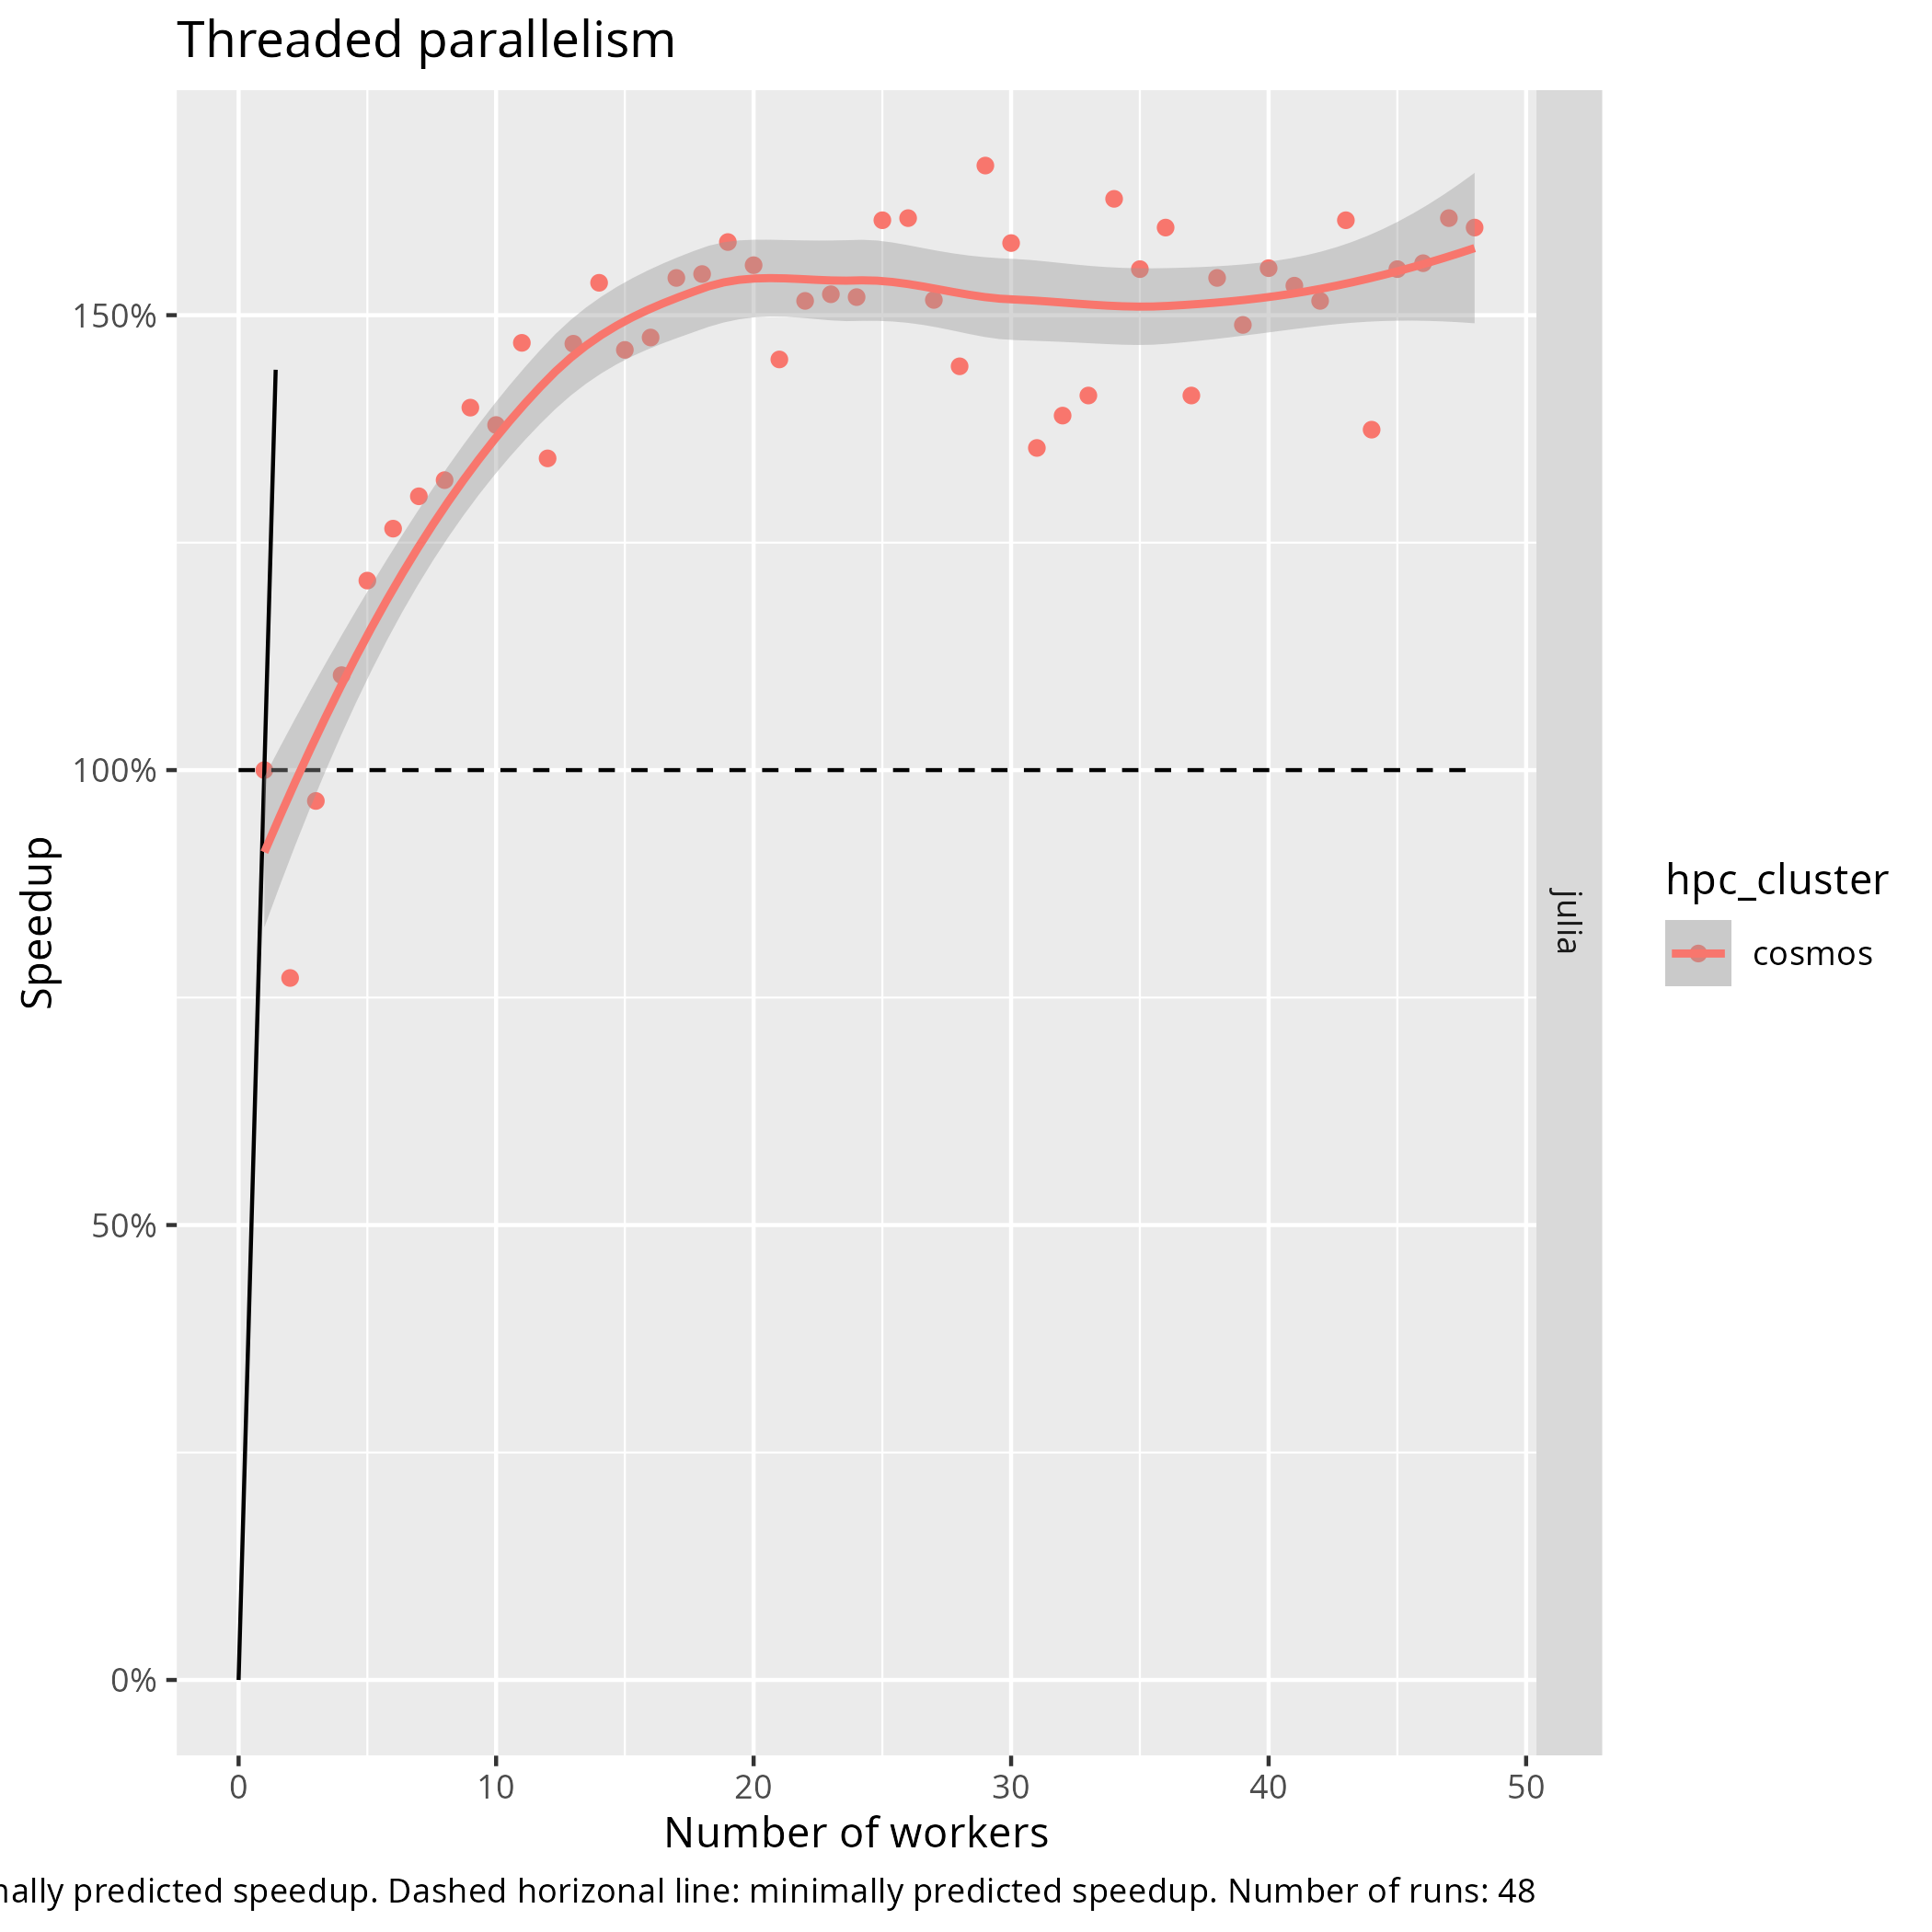 Threaded parallelism
Speedup
150%
100%
50%
0%
julia
hpc_cluster
cosmos
0 10 20 30 40 50
Number of workers
predicted speedup. Dashed horizonal line: minimally predicted speedup. Number of runs: 48